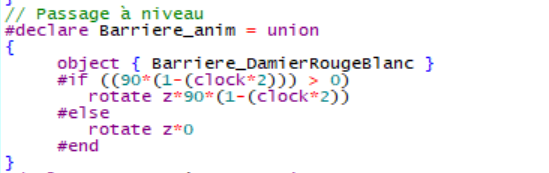 // Passage à niveau
#declare Barriere_anim = union
{
object { Barriere_DamierRougeBlanc }
#if ((90*(1-(clock*2))) > 0)
rotate z*90*(1-(clock*2))
#else
rotate z*0
#end
}